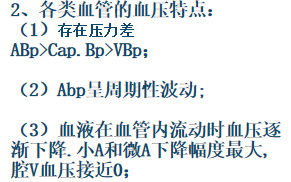 2、各类血管的血压特点：
（1）存在压力差
ABp>Cap.Bp>VBp；
（2）Abp呈周期性波动;
（3）血液在血管内流动时血压逐
渐下降.小A和微A下降幅度最大,
腔V血压接近0；